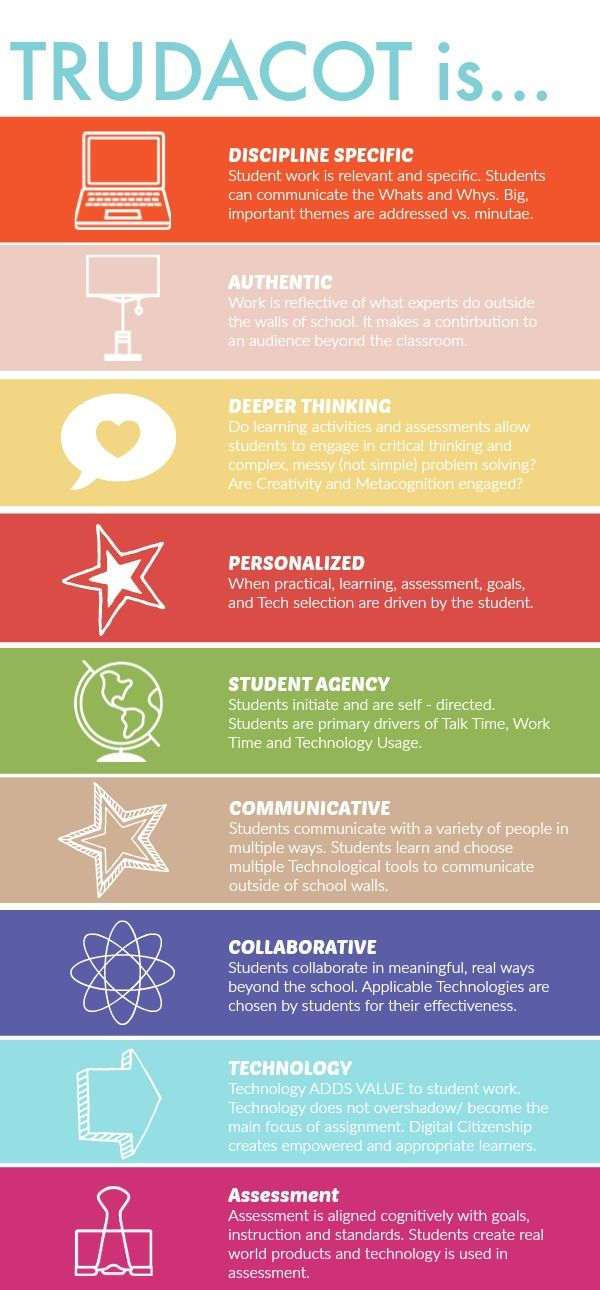 TRUDACOT is...
DISCIPLINE SPECIFIC
Student work is relevant and specific. Students
can communicate the Whats and Whys. Big,
important themes are addressed vs. minutae.
AUTHENTIC
Work is reflective of what experts do outside
the walls of school. It makes a contirbution to
an audience beyond the classroom.
DEEPER THINKING
Do learning activities and assessments allow
students to engage in critical thinking and
complex, messy (not simple) problem solving?
Are Creativity and Metacognition engaged?
PERSONALIZED
When practical, learning, assessment, goals,
and Tech selection are driven by the student.
STUDENT AGENCY
Students initiate and are self - directed.
Students are primary drivers of Talk Time, Work
Time and Technology Usage.
COMMUNICATIVE
Students communicate with a variety of people in
multiple ways. Students learn and choose
multiple Technological tools to communicate
outside of school walls.
COLLABORATIVE
Students collaborate in meaningful, real ways
beyond the school. Applicable Technologies are
chosen by students for their effectiveness.
TECHNOLOGY
Technology ADDS VALUE to student work.
Technology does not overshadow/ become the
main focus of assignment. Digital Citizenship
creates empowered and appropriate learners.
Assessment
Assessment is aligned cognitively with goals,
instruction and standards. Students create real
world products and technology is used in
assessment.